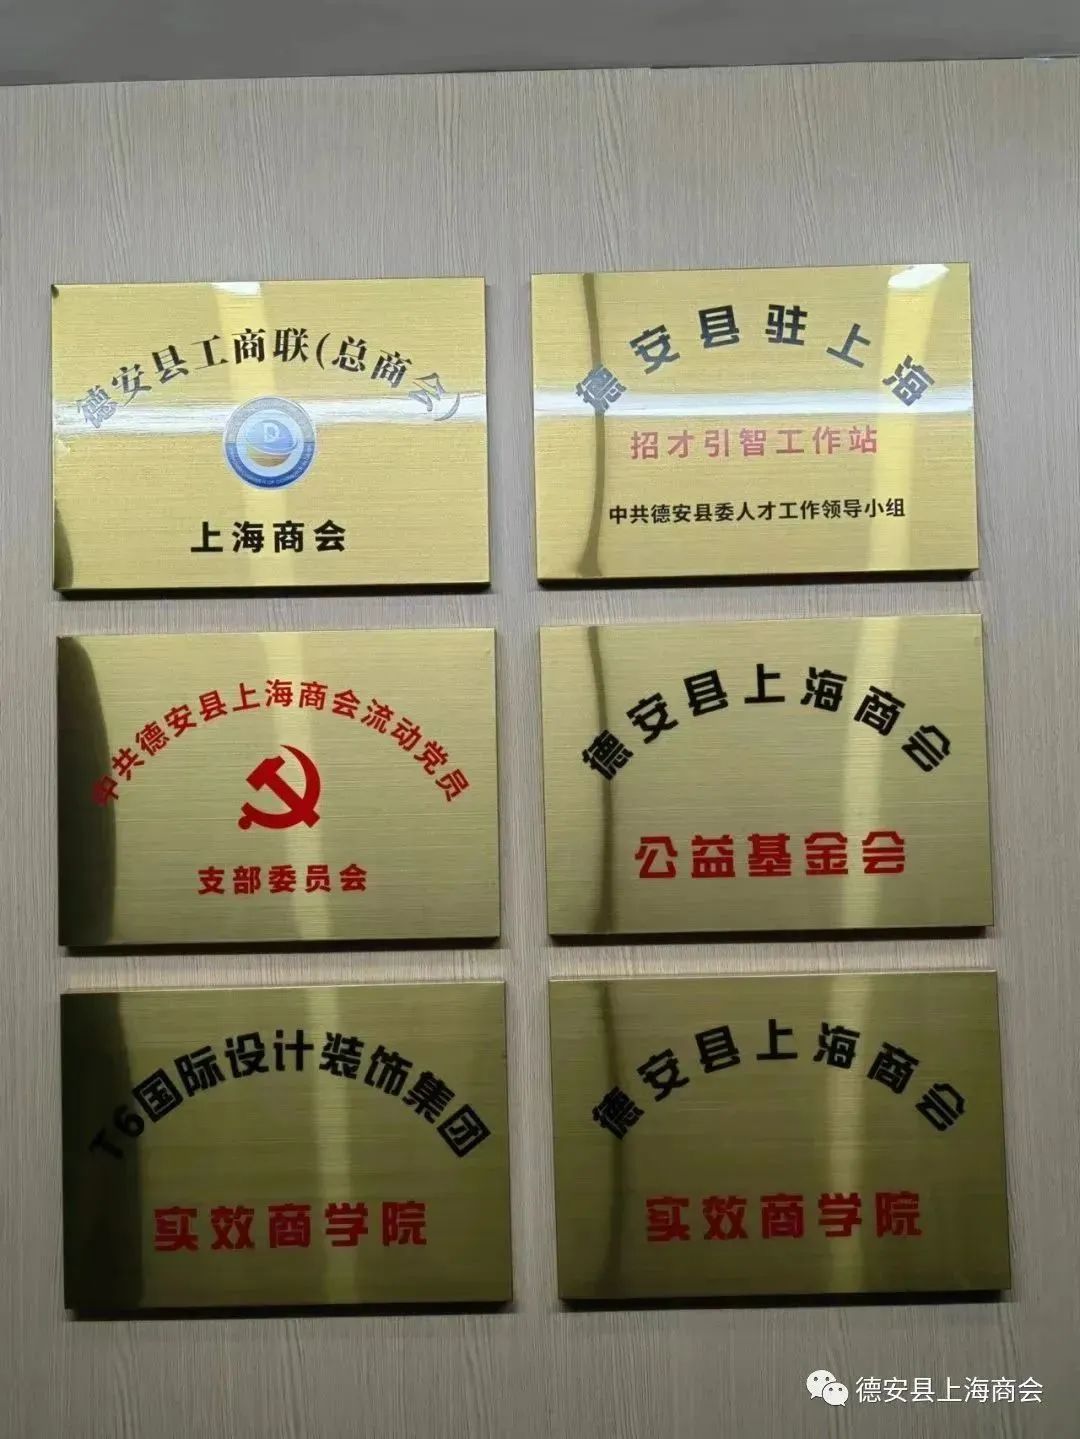 德安县工商联(总商会)
上海商会
德安县驻上海
招才引智工作站
中共德安县委人才工作领导小组
中共德安县上海商会流动党员
支部委员会
德安县上海商会
公益基金会
T6国际设计装饰集团
实效商学院
德安县上海商会
实效商学院
德安县上海商会